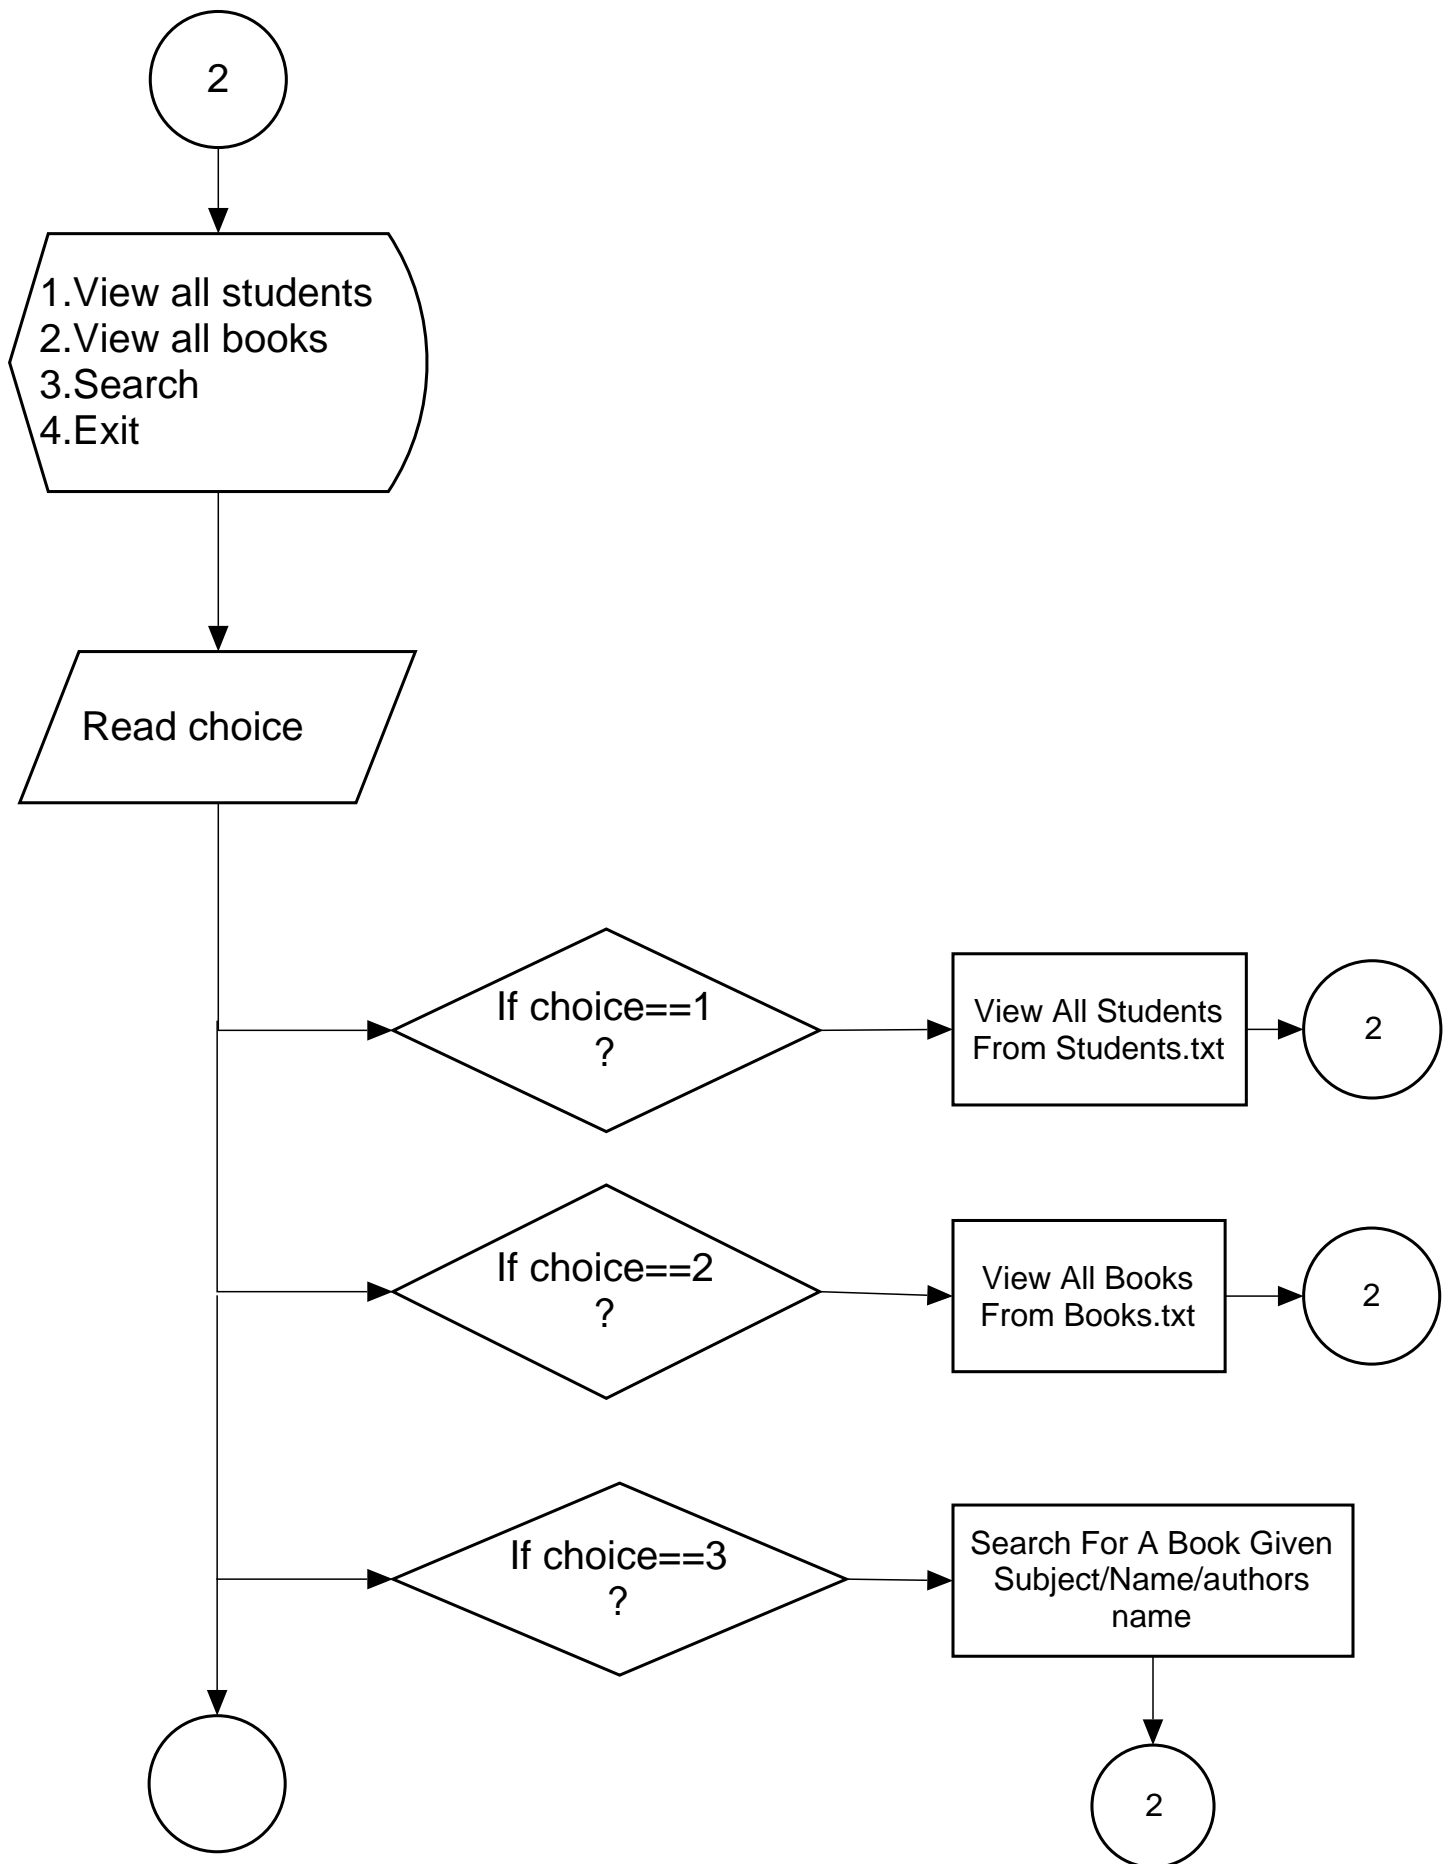 2
1.View all students
2.View all books
3.Search
4.Exit
Read choice
If choice==1
?
View All Students
From Students.txt
2
If choice==2
?
View All Books
From Books.txt
2
If choice==3
?
Search For A Book Given
Subject/Name/authors
name
2